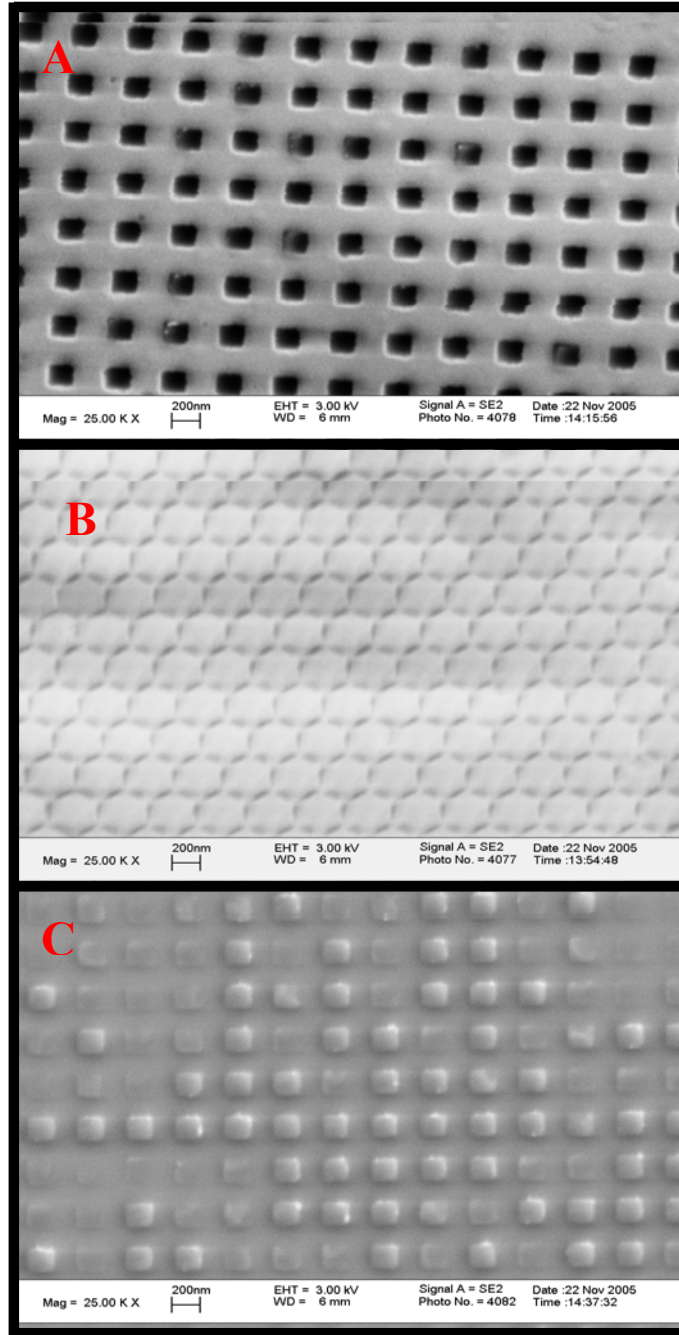 A
Mag = 25.00 K X 200nm EHT = 3.00 kV Signal A = SE2 Date :22 Nov 2005
WD = 6 mm Photo No. = 4078 Time :14:15:56
B
Mag = 25.00 K X 200nm EHT = 3.00 kV Signal A = SE2 Date :22 Nov 2005
WD = 6 mm Photo No. = 4077 Time :13:54:48
C
Mag = 25.00 K X 200nm EHT = 3.00 kV Signal A = SE2 Date :22 Nov 2005
WD = 6 mm Photo No. = 4082 Time :14:37:32